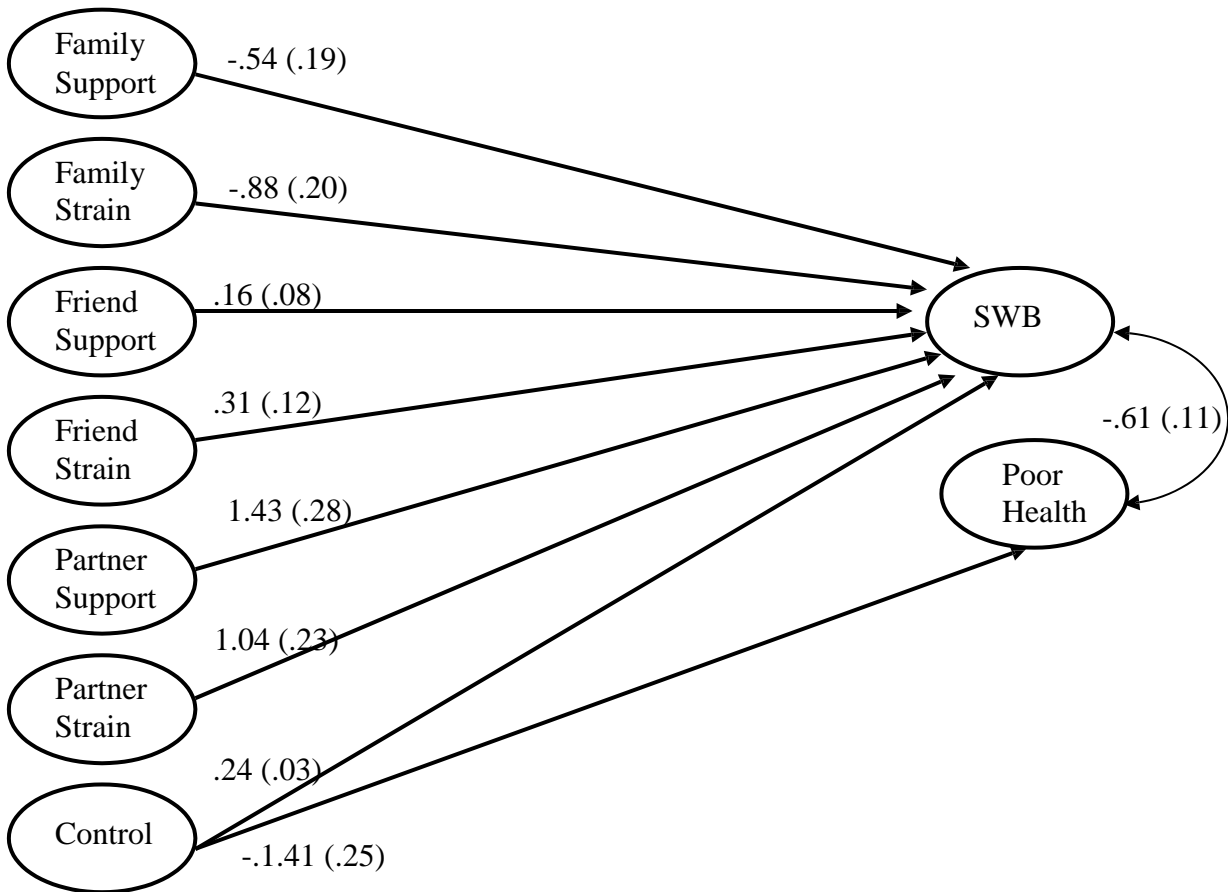 Family
Support
-.54 (.19)
Family
Strain
-.88 (.20)
Friend
Support
.16 (.08)
SWB
Friend
Strain
.31 (.12)
-.61 (.11)
Poor
Health
Partner
Support
1.43 (.28)
Partner
Strain
1.04 (.23)
Control
.24 (.03)
-.1.41 (.25)